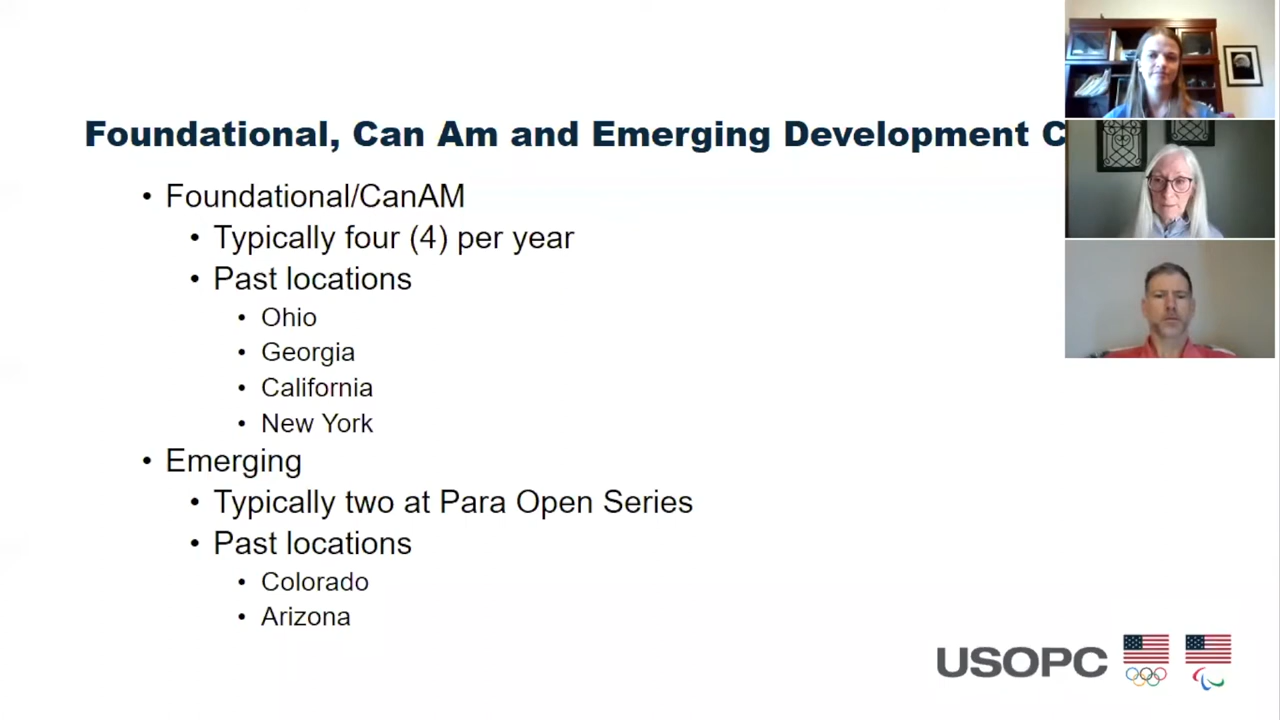 Foundational, Can Am and Emerging Development C
• Foundational/CanAM
• Typically four (4) per year
• Past locations
• Ohio
• Georgia
• California
• New York
• Emerging
• Typically two at Para Open Series
• Past locations
• Colorado
• Arizona
USOPC